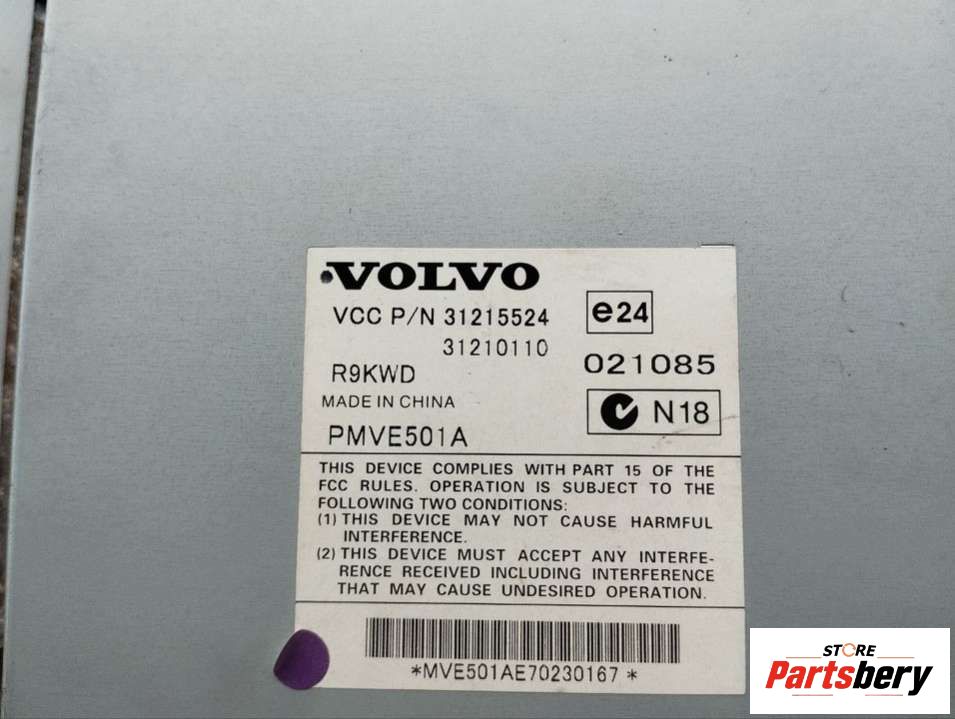 VOLVO
VCC P/N 31215524
31210110
e24
021085
R9KWD
MADE IN CHINA
N18
PMVE501A
THIS DEVICE COMPLIES WITH PART 15 OF THE
FCC RULES. OPERATION IS SUBJECT TO THE
FOLLOWING TWO CONDITIONS:
(1) THIS DEVICE MAY NOT CAUSE HARMFUL
INTERFERENCE.
(2) THIS DEVICE MUST ACCEPT ANY INTERFE-
RENCE RECEIVED INCLUDING INTERFERENCE
THAT MAY CAUSE UNDESIRED OPERATION.
*MVE501AE70230167*
STORE
Partsbery